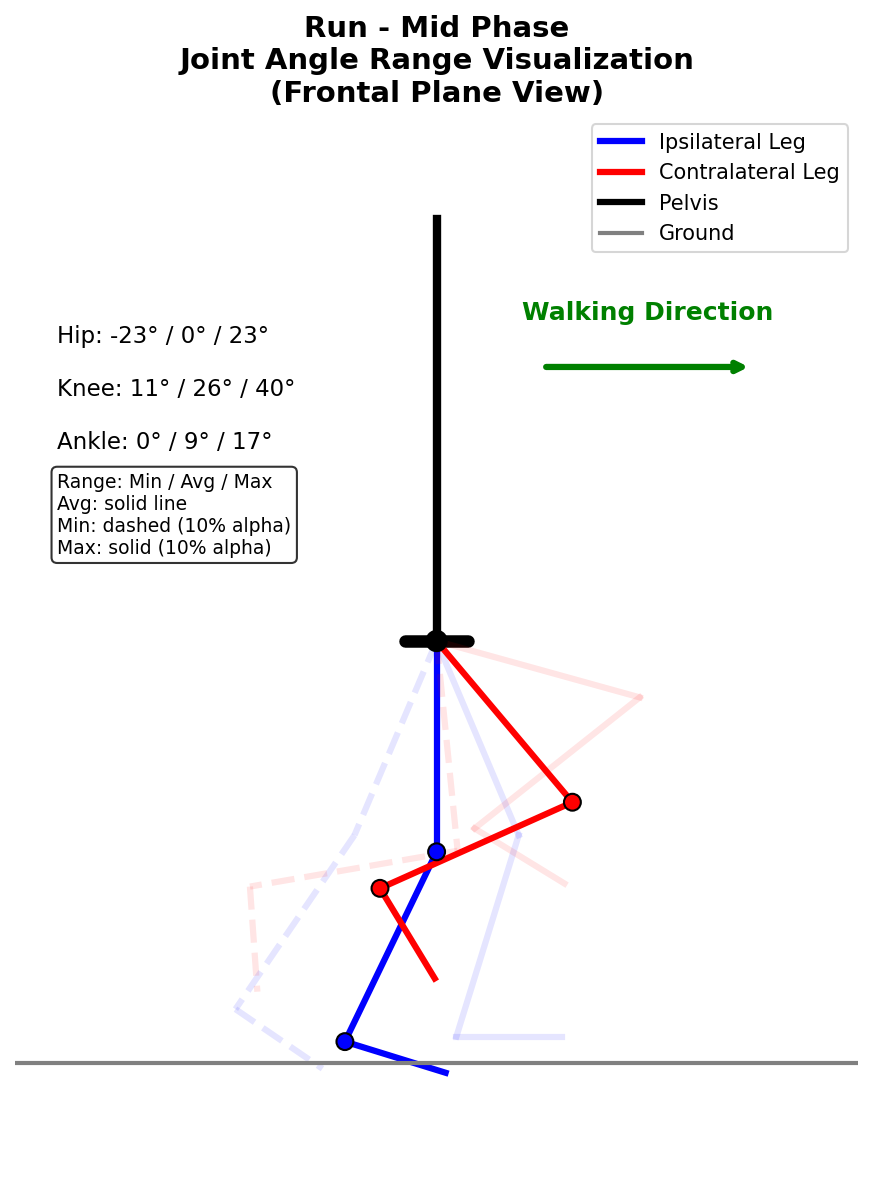 Run - Mid Phase
Joint Angle Range Visualization
(Frontal Plane View)
Ipsilateral Leg
Contralateral Leg
Pelvis
Ground
Walking Direction
Hip: -23° / 0° / 23°
Knee: 11° / 26° / 40°
Ankle: 0° / 9° / 17°
Range: Min / Avg / Max
Avg: solid line
Min: dashed (10% alpha)
Max: solid (10% alpha)